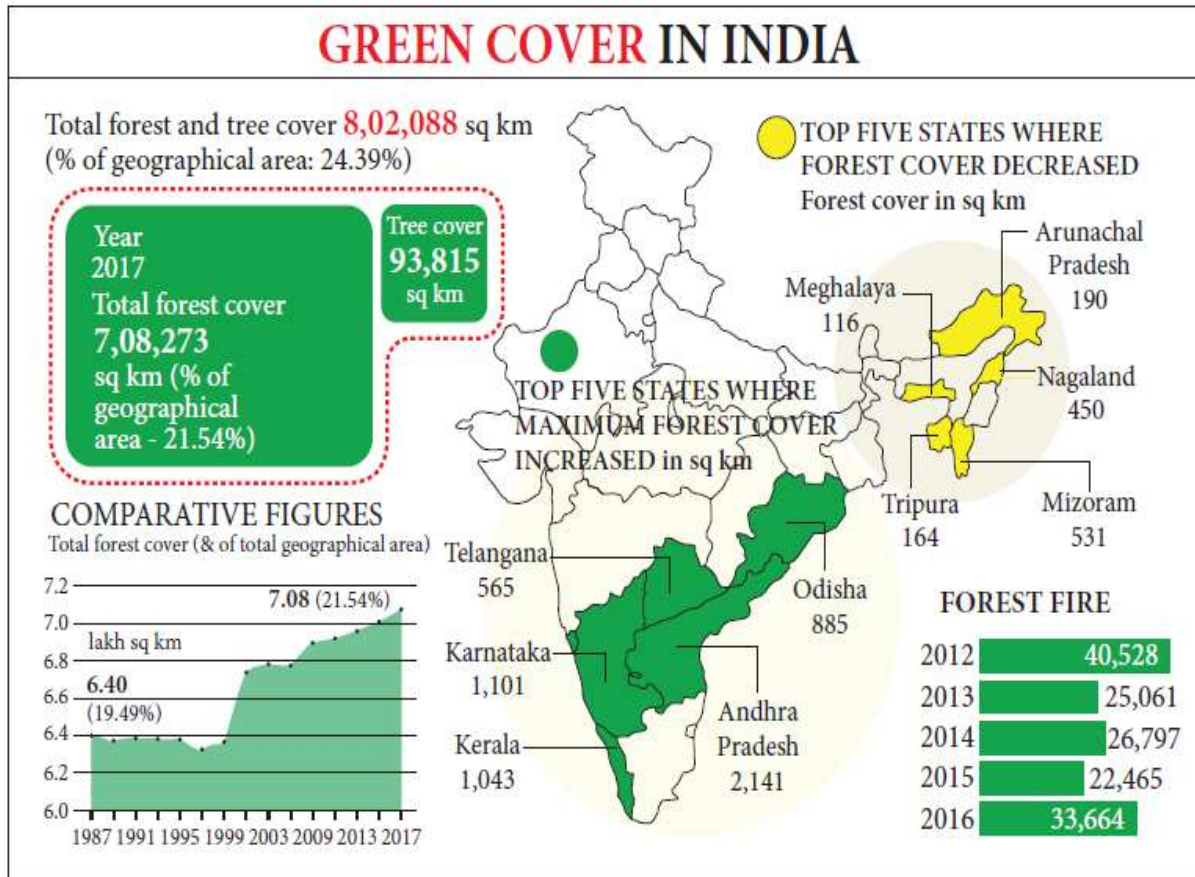 GREEN COVER IN INDIA
Total forest and tree cover 8,02,088 sq km
(% of geographical area: 24.39%)
Year
2017
Total forest cover
7,08,273
sq km (% of
geographical
area - 21.54%)
Tree cover
93,815
sq km
TOP FIVE STATES WHERE
FOREST COVER DECREASED
Forest cover in sq km
Arunachal
Pradesh
190
Meghalaya
116
Nagaland
450
Tripura
164
Mizoram
531
TOP FIVE STATES WHERE
MAXIMUM FOREST COVER
INCREASED in sq km
Telangana
565
Odisha
885
Karnataka
1,101
Andhra
Pradesh
2,141
Kerala
1,043
COMPARATIVE FIGURES
Total forest cover (& of total geographical area)
7.2
7.0
6.8
6.6
6.4
6.2
6.0
7.08 (21.54%)
lakh sq km
6.40
(19.49%)
1987 1991 1995 1999 2003 2009 2013 2017
FOREST FIRE
2012 40,528
2013 25,061
2014 26,797
2015 22,465
2016 33,664